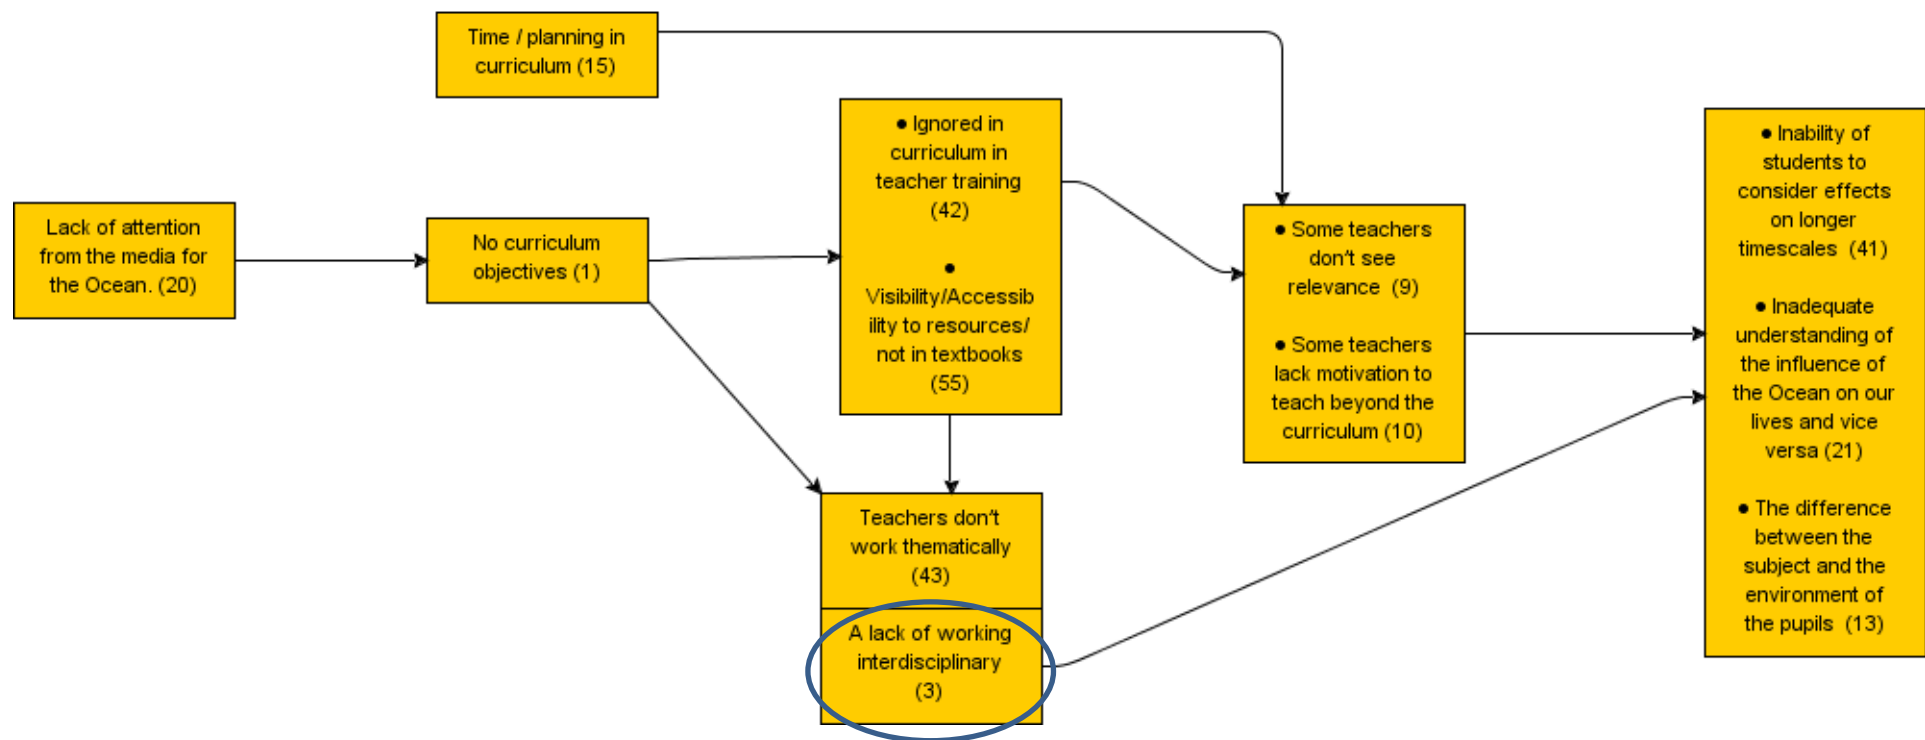 Time / planning in
curriculum (15)
Lack of attention
from the media for
the Ocean. (20)
No curriculum
objectives (1)
● Ignored in
curriculum in
teacher training
(42)
●
Visibility/Accessib
ility to resources/
not in textbooks
(55)
Teachers don't
work thematically
(43)
A lack of working
interdisciplinary
(3)
● Some teachers
don't see
relevance (9)
● Some teachers
lack motivation to
teach beyond the
curriculum (10)
● Inability of
students to
consider effects
on longer
timescales (41)
● Inadequate
understanding of
the influence of
the Ocean on our
lives and vice
versa (21)
● The difference
between the
subject and the
environment of
the pupils (13)